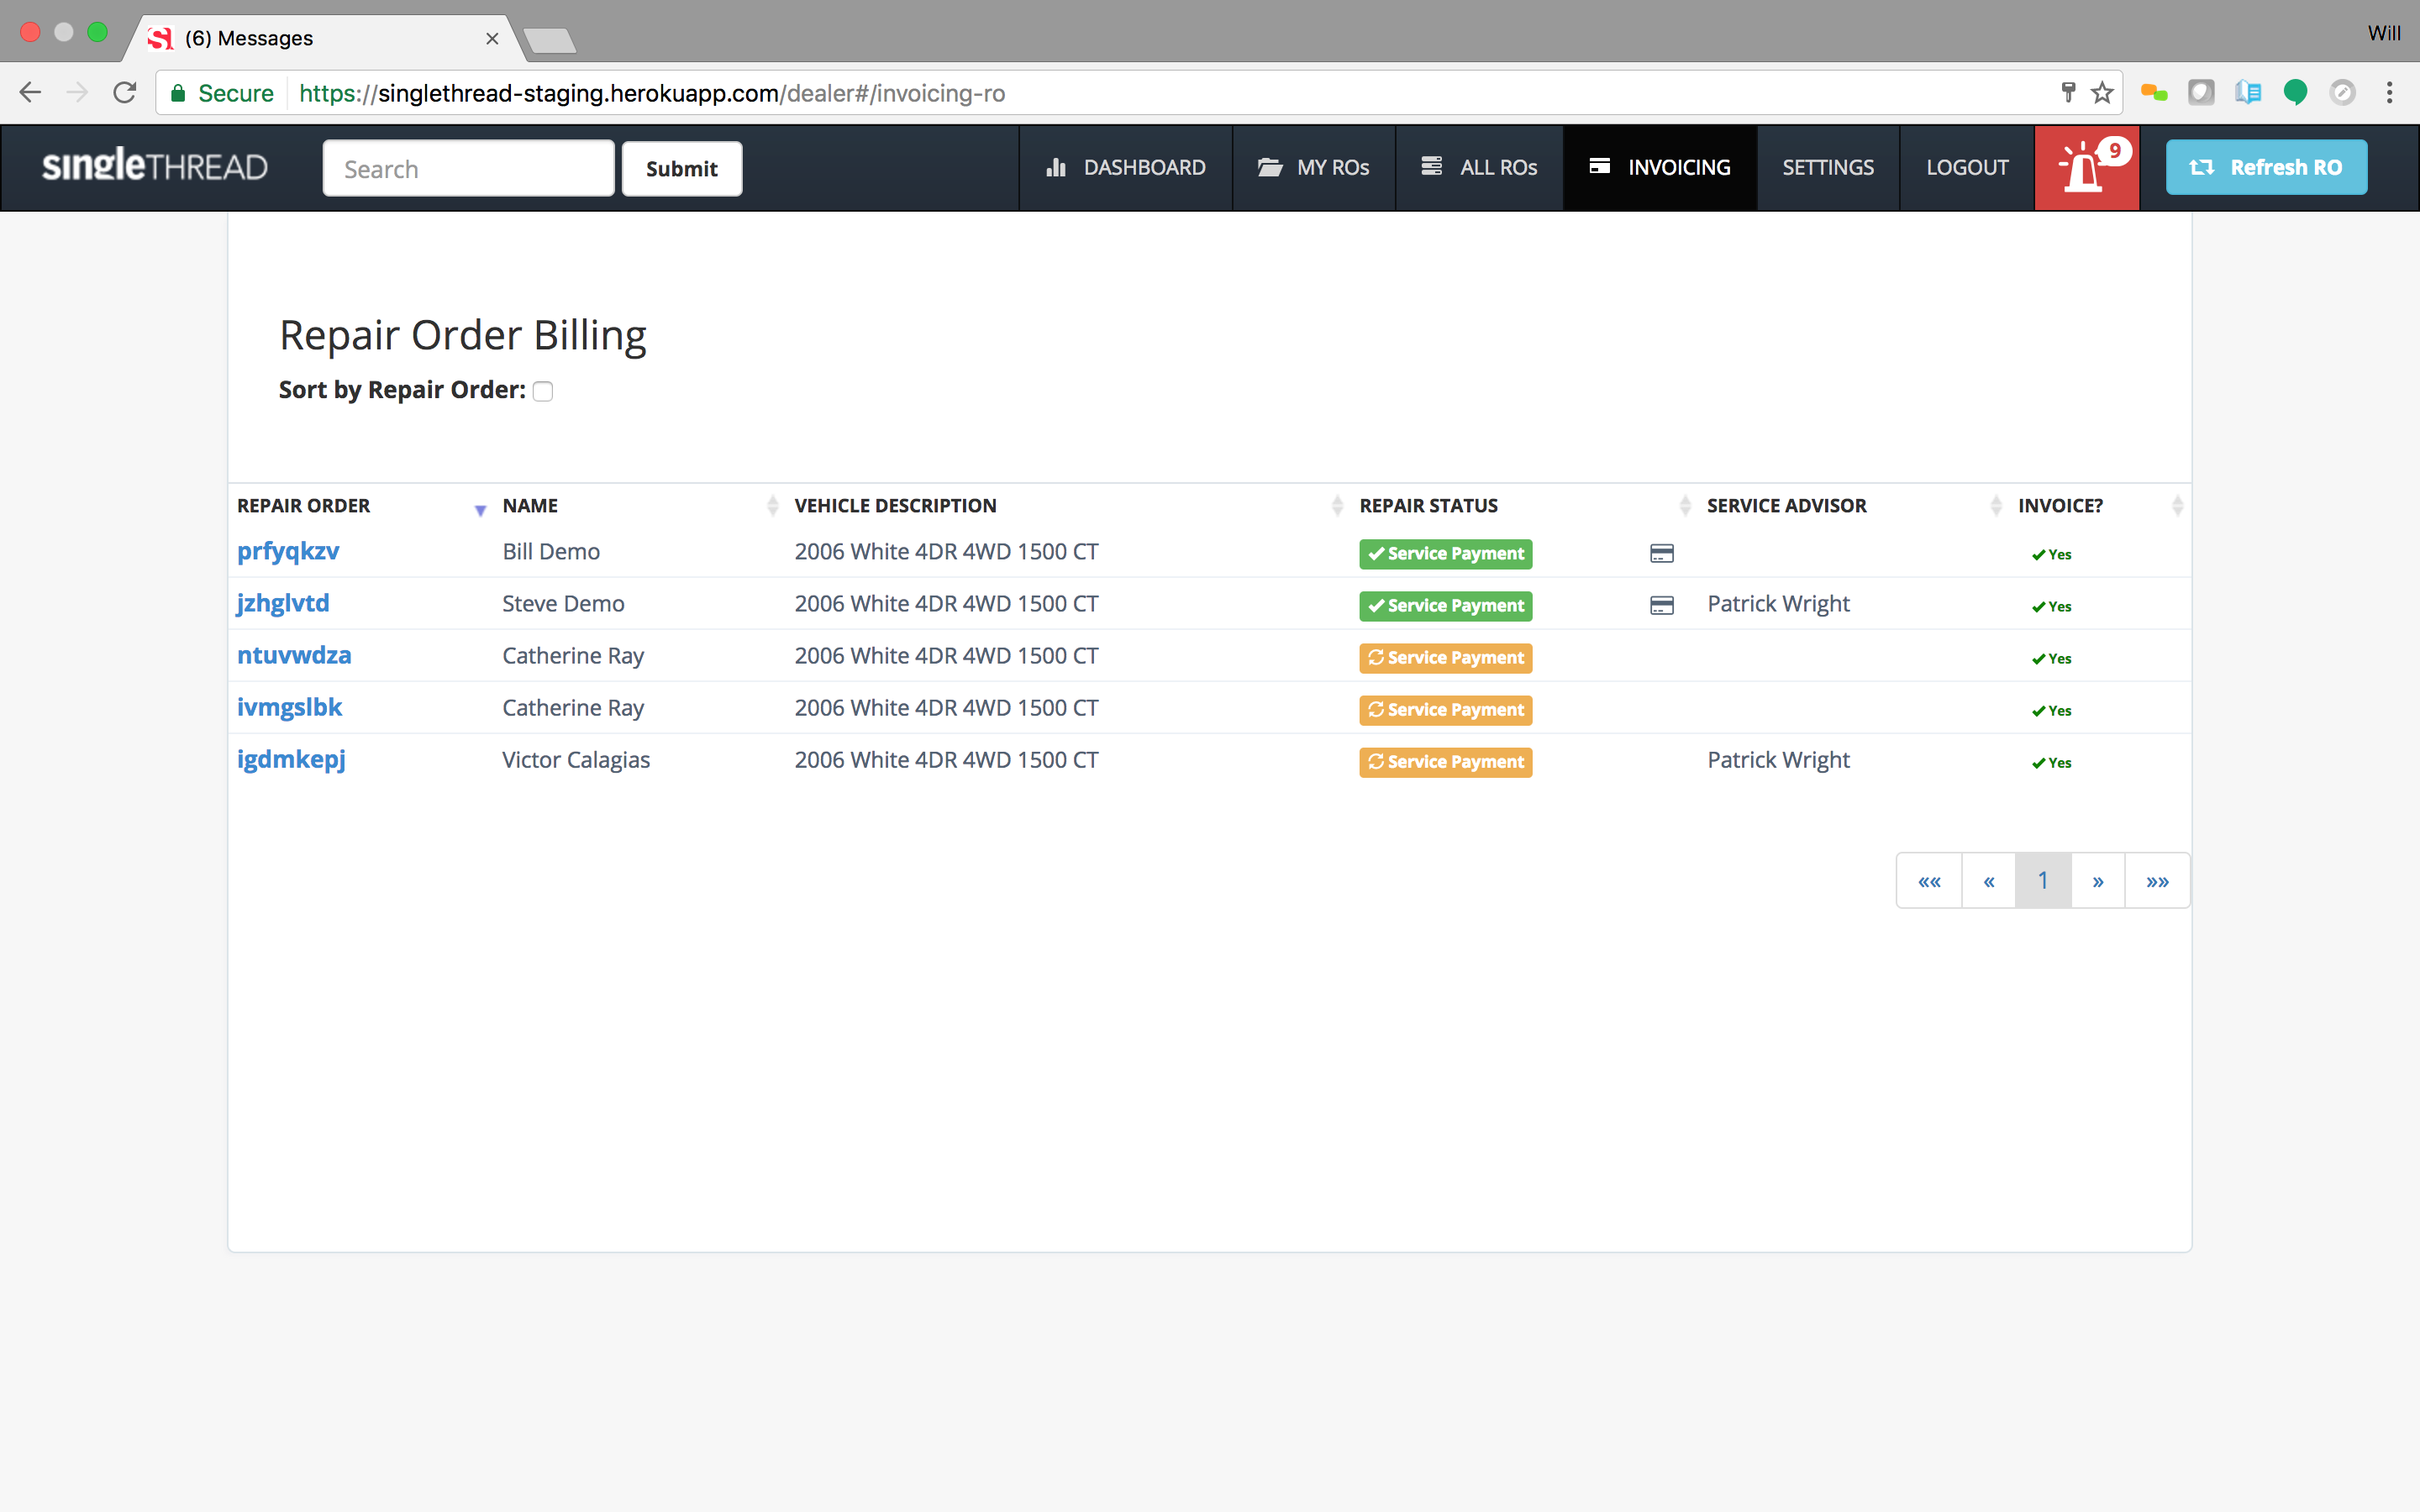 (6) Messages
Will
Secure https://singlethread-staging.herokuapp.com/dealer#/invoicing-ro
singleTHREAD Search Submit DASHBOARD MY ROs ALL ROs INVOICING SETTINGS LOGOUT 9 Refresh RO
Repair Order Billing
Sort by Repair Order:
REPAIR ORDER NAME VEHICLE DESCRIPTION REPAIR STATUS SERVICE ADVISOR INVOICE?
prfyqkzv Bill Demo 2006 White 4DR 4WD 1500 CT Service Payment Yes
jzhglvtd Steve Demo 2006 White 4DR 4WD 1500 CT Service Payment Patrick Wright Yes
ntuvwdza Catherine Ray 2006 White 4DR 4WD 1500 CT Service Payment Yes
ivmgslbk Catherine Ray 2006 White 4DR 4WD 1500 CT Service Payment Yes
igdmkepj Victor Calagias 2006 White 4DR 4WD 1500 CT Service Payment Patrick Wright Yes
«« « 1 » »»